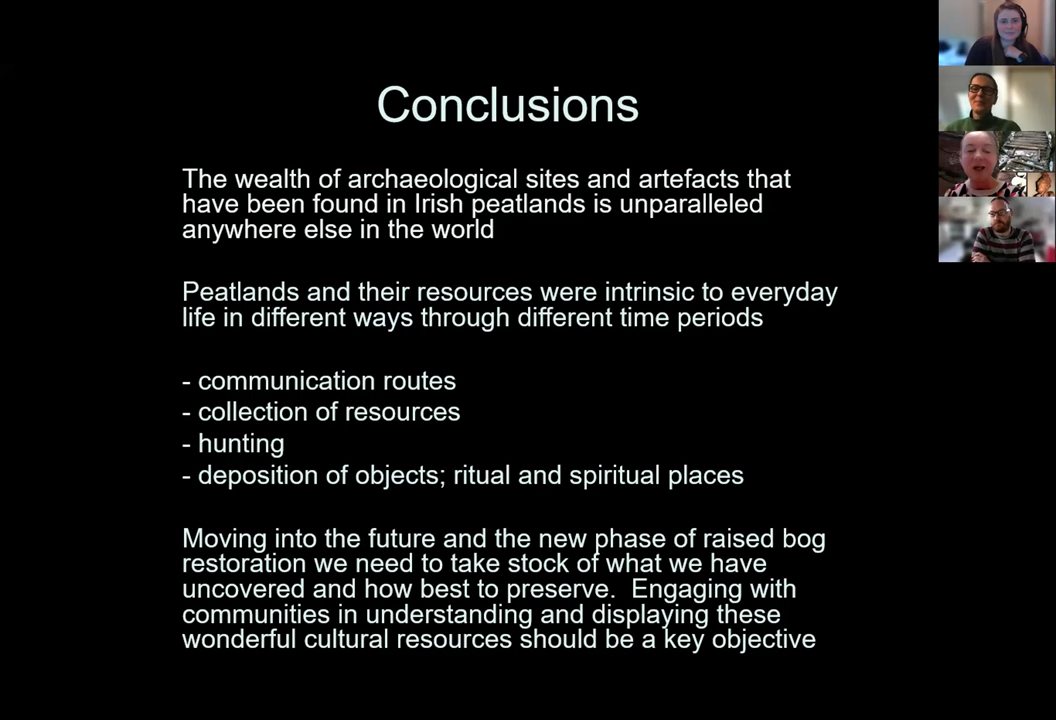 Conclusions
The wealth of archaeological sites and artefacts that
have been found in Irish peatlands is unparalleled
anywhere else in the world
Peatlands and their resources were intrinsic to everyday
life in different ways through different time periods
- communication routes
- collection of resources
- hunting
- deposition of objects; ritual and spiritual places
Moving into the future and the new phase of raised bog
restoration we need to take stock of what we have
uncovered and how best to preserve.  Engaging with
communities in understanding and displaying these
wonderful cultural resources should be a key objective